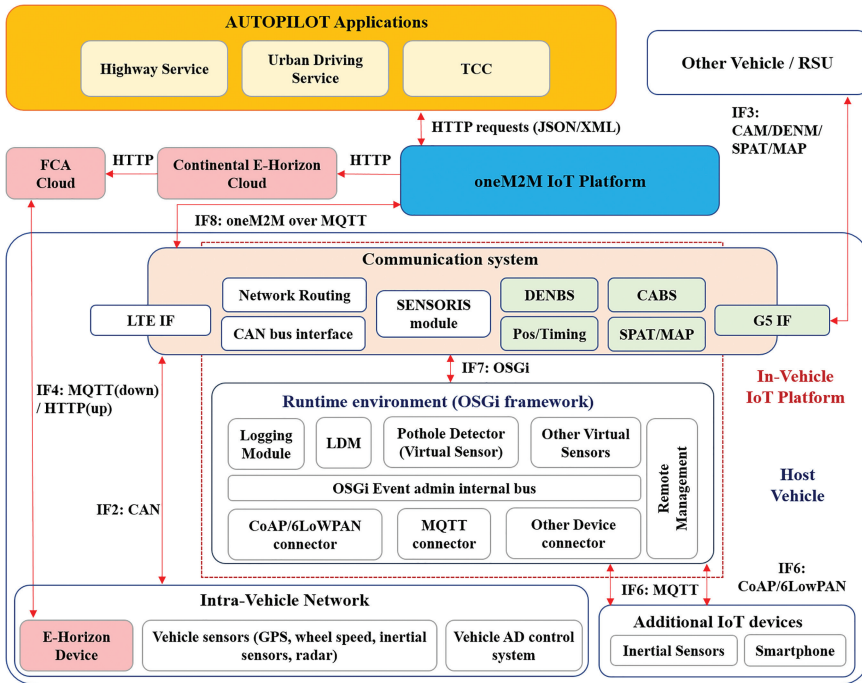 AUTOPILOT Applications
Highway Service
Urban Driving
Service
TCC
Other Vehicle / RSU
HTTP requests (JSON/XML)
IF3:
CAM/DENM/
SPAT/MAP
FCA
Cloud
HTTP
Continental E-Horizon
Cloud
HTTP
oneM2M IoT Platform
IF8: oneM2M over MQTT
Communication system
Network Routing
SENSORIS
module
DENBS
CABS
LTE IF
CAN bus interface
Pos/Timing
SPAT/MAP
G5 IF
IF7: OSGi
IF4: MQTT(down)
/ HTTP(up)
In-Vehicle
IoT Platform
Runtime environment (OSGi framework)
Logging
Module
LDM
Pothole Detector
(Virtual Sensor)
Other Virtual
Sensors
Remote
Management
OSGi Event admin internal bus
Host
Vehicle
IF2: CAN
CoAP/6LoWPAN
connector
MQTT
connector
Other Device
connector
IF6: MQTT
IF6:
CoAP/6LowPAN
Intra-Vehicle Network
E-Horizon
Device
Vehicle sensors (GPS, wheel speed, inertial
sensors, radar)
Vehicle AD control
system
Additional IoT devices
Inertial Sensors
Smartphone